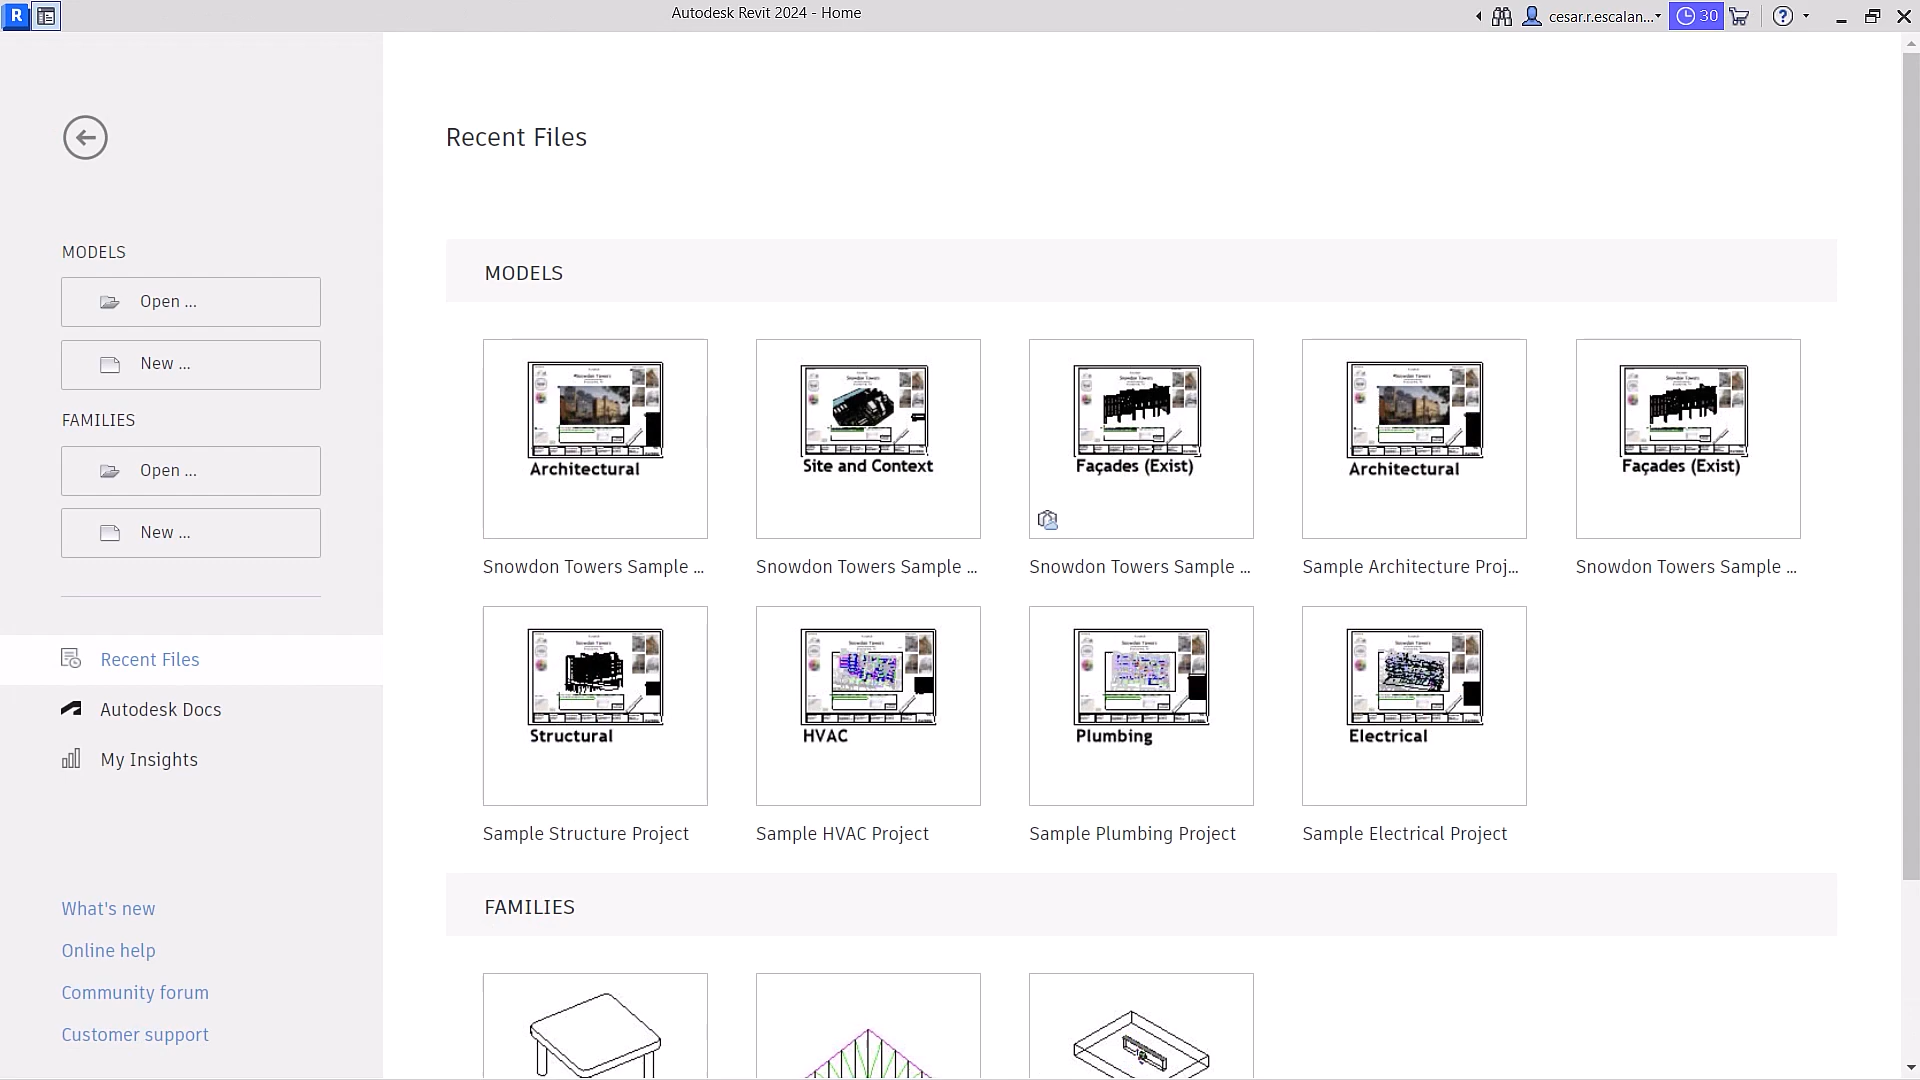 R
Autodesk Revit 2024 - Home
cesar.r.escalan...
30
?
Recent Files
MODELS
Open ...
New ...
FAMILIES
Open ...
New ...
Recent Files
Autodesk Docs
My Insights
What's new
Online help
Community forum
Customer support
MODELS
Architectural
Site and Context
Façades (Exist)
Architectural
Façades (Exist)
Snowdon Towers Sample ...
Snowdon Towers Sample ...
Snowdon Towers Sample ...
Sample Architecture Proj...
Snowdon Towers Sample ...
Structural
HVAC
Plumbing
Electrical
Sample Structure Project
Sample HVAC Project
Sample Plumbing Project
Sample Electrical Project
FAMILIES